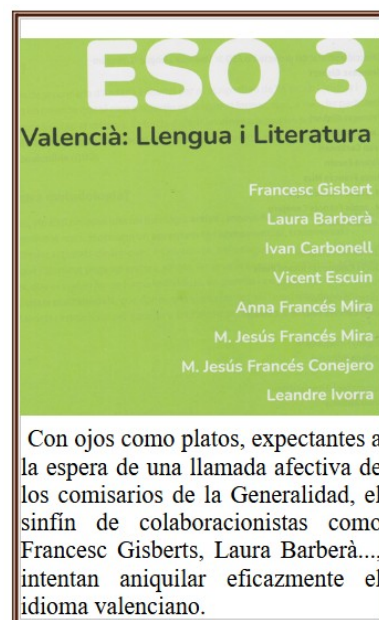 ESO 3
Valencià: Llengua i Literatura
Francesc Gisbert
Laura Barberà
Ivan Carbonell
Vicent Escuin
Anna Francés Mira
M. Jesús Francés Mira
M. Jesús Francés Conejero
Leandre Ivorra
Con ojos como platos, expectantes a
la espera de una llamada afectiva de
los comisarios de la Generalidad, el
sinfín de colaboracionistas como
Francesc Gisberts, Laura Barberà...,
intentan aniquilar eficazmente el
idioma valenciano.